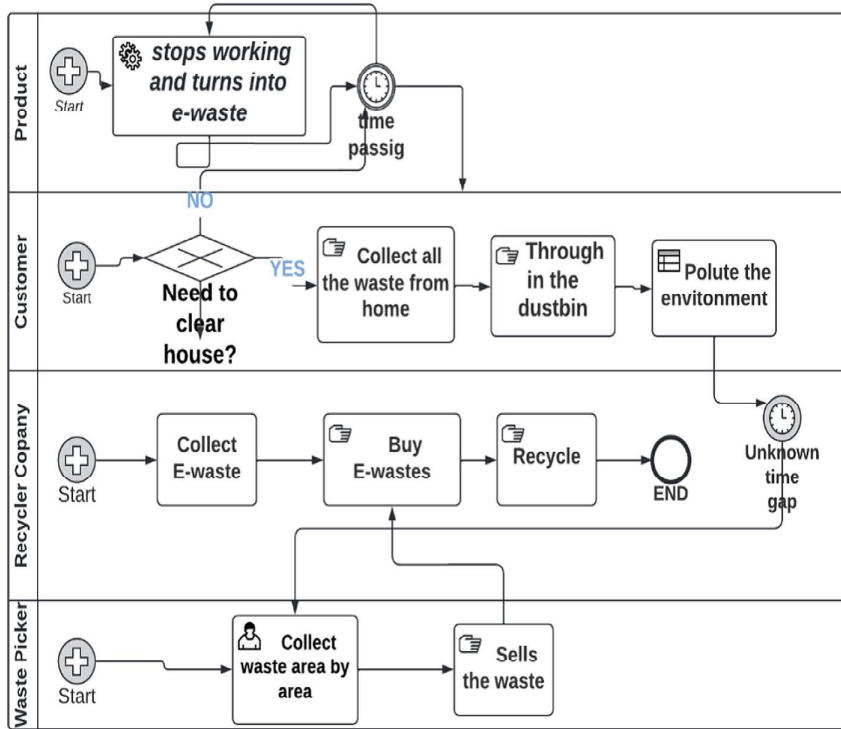 Product
Start
stops working
and turns into
e-waste
time
passig
Customer
Start
NO
YES
Need to
clear
house?
Collect all
the waste from
home
Through
in the
dustbin
Polute the
envitonment
Recycler Copany
Start
Collect
E-waste
Buy
E-wastes
Recycle
END
Unknown
time
gap
Waste Picker
Start
Collect
waste area by
area
Sells
the waste